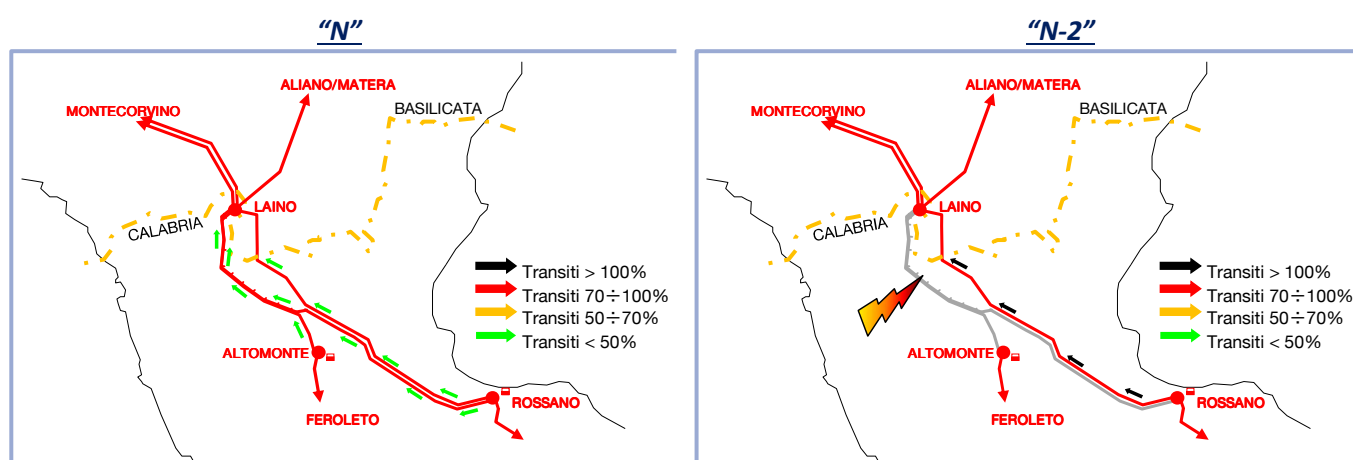 “N”
ALIANO/MATERA
MONTECORVINO
BASILICATA
LAINO
CALABRIA
Transiti > 100%
Transiti 70÷100%
Transiti 50÷70%
Transiti < 50%
ALTOMONTE
FEROLETO
ROSSANO
“N-2”
ALIANO/MATERA
MONTECORVINO
BASILICATA
LAINO
CALABRIA
Transiti > 100%
Transiti 70÷100%
Transiti 50÷70%
Transiti < 50%
ALTOMONTE
FEROLETO
ROSSANO